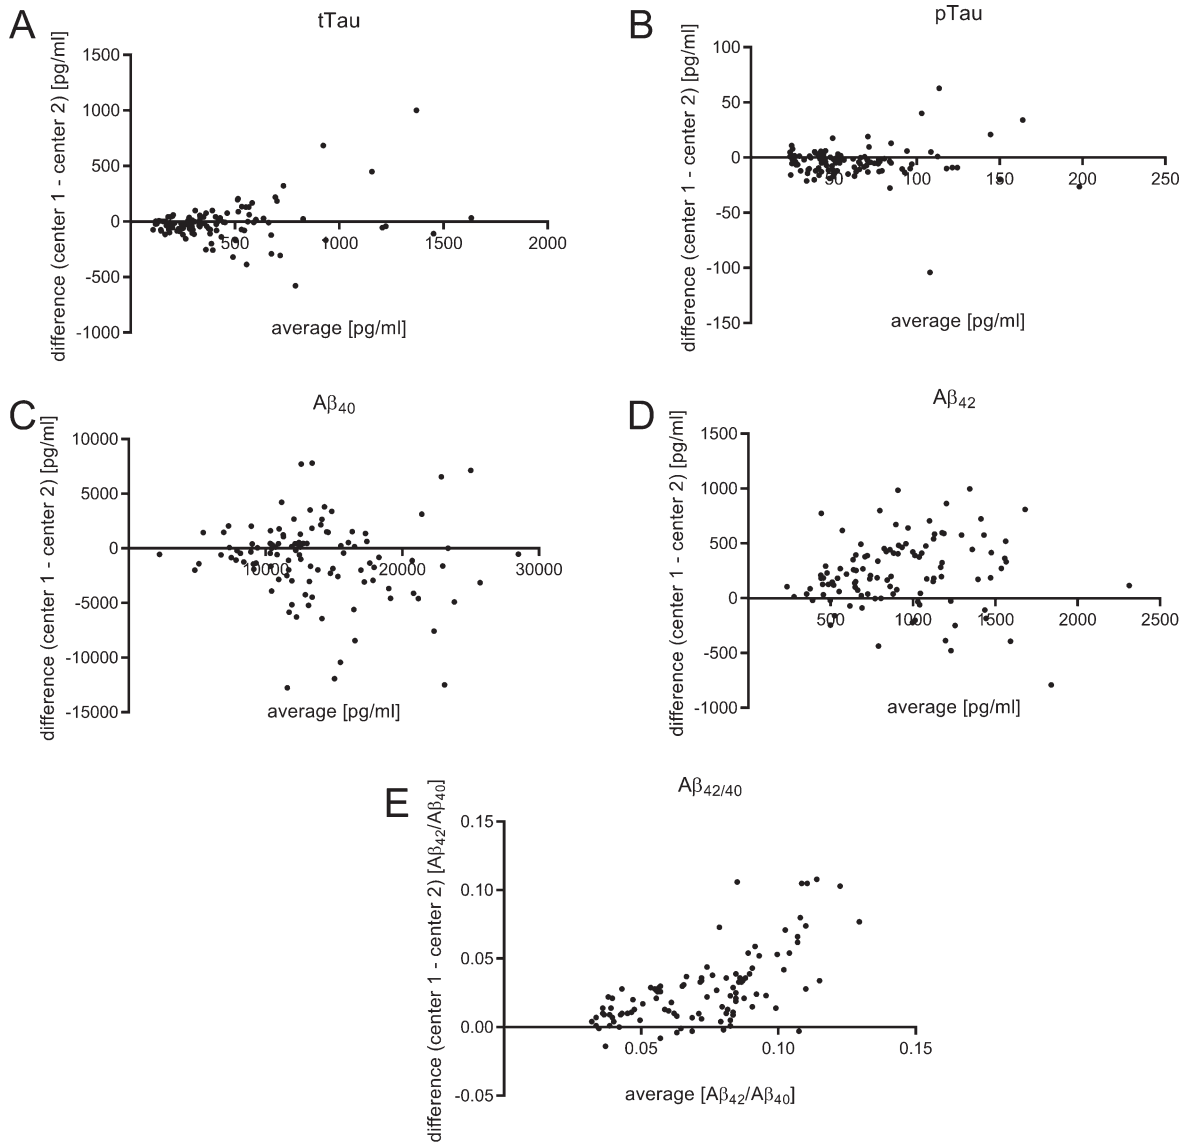 A
tTau
difference (center 1 - center 2) [pg/ml]
1500
1000
500
0
-500
-1000
500
1000
1500
2000
average [pg/ml]
B
pTau
difference (center 1 - center 2) [pg/ml]
100
50
0
-50
-100
-150
50
100
150
200
250
average [pg/ml]
C
Aβ40
difference (center 1 - center 2) [pg/ml]
10000
5000
0
-5000
-10000
-15000
10000
20000
30000
average [pg/ml]
D
Aβ42
difference (center 1 - center 2) [pg/ml]
1500
1000
500
0
-500
-1000
500
1000
1500
2000
2500
average [pg/ml]
E
Aβ42/40
difference (center 1 - center 2) [Aβ42/Aβ40]
0.15
0.10
0.05
0.00
-0.05
0.05
0.10
0.15
average [Aβ42/Aβ40]